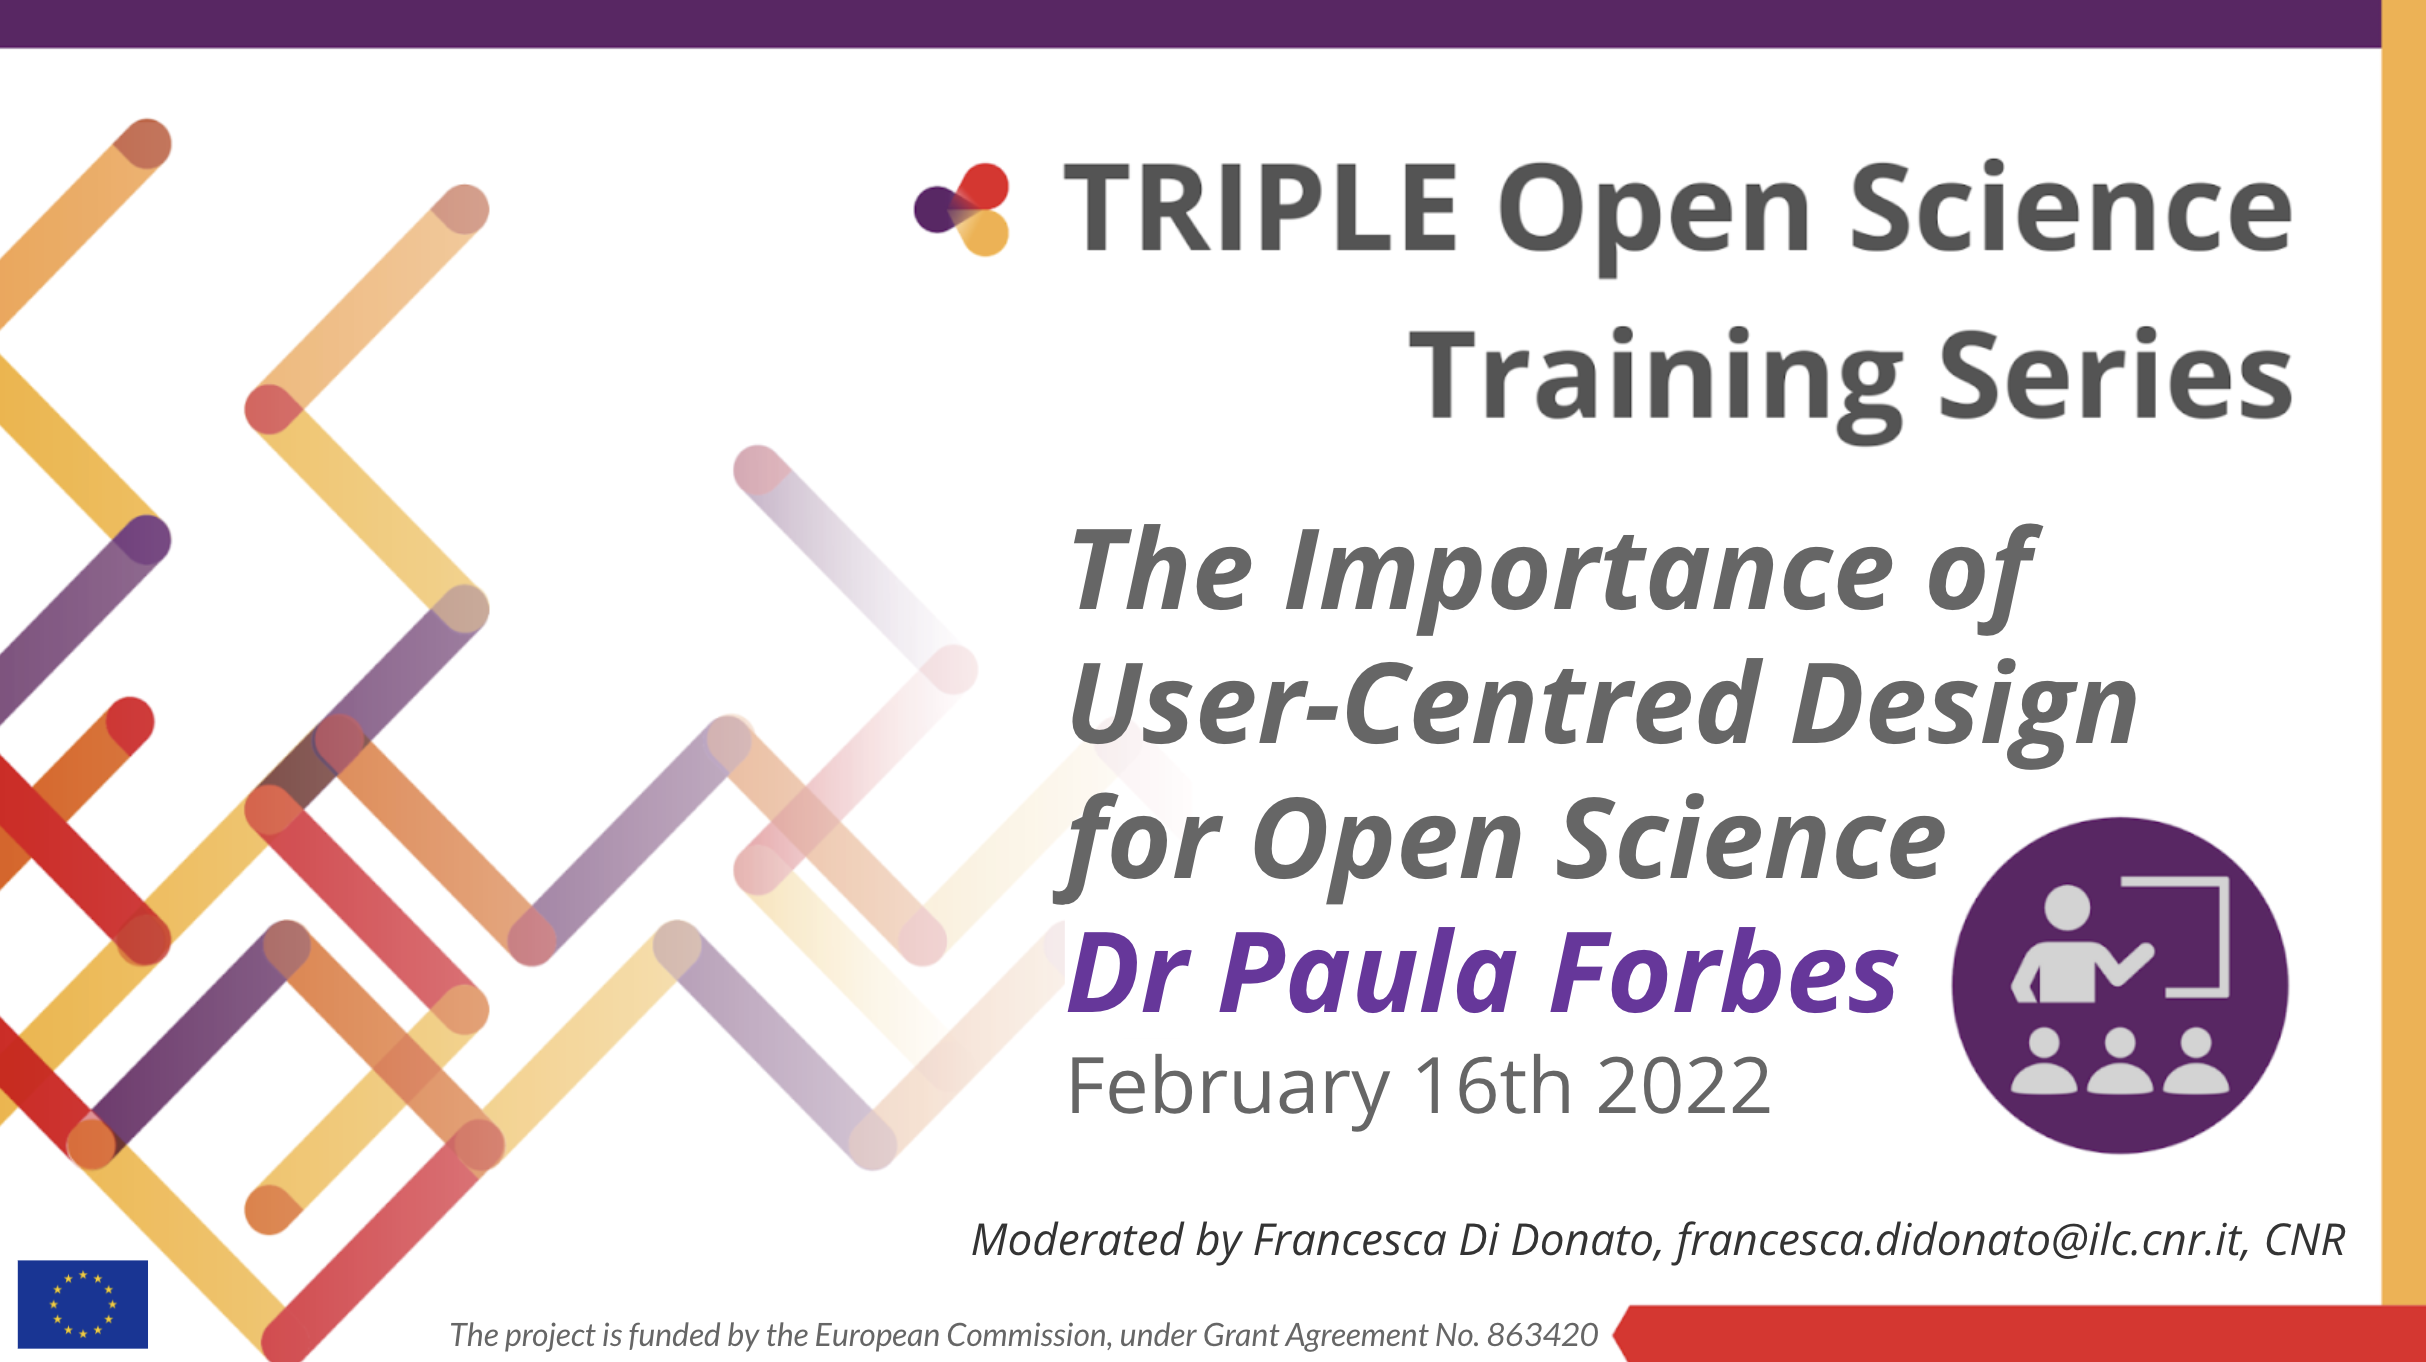 TRIPLE Open Science
Training Series
The Importance of
User-Centred Design
for Open Science
Dr Paula Forbes
February 16th 2022
Moderated by Francesca Di Donato, francesca.didonato@ilc.cnr.it, CNR
The project is funded by the European Commission, under Grant Agreement No. 863420